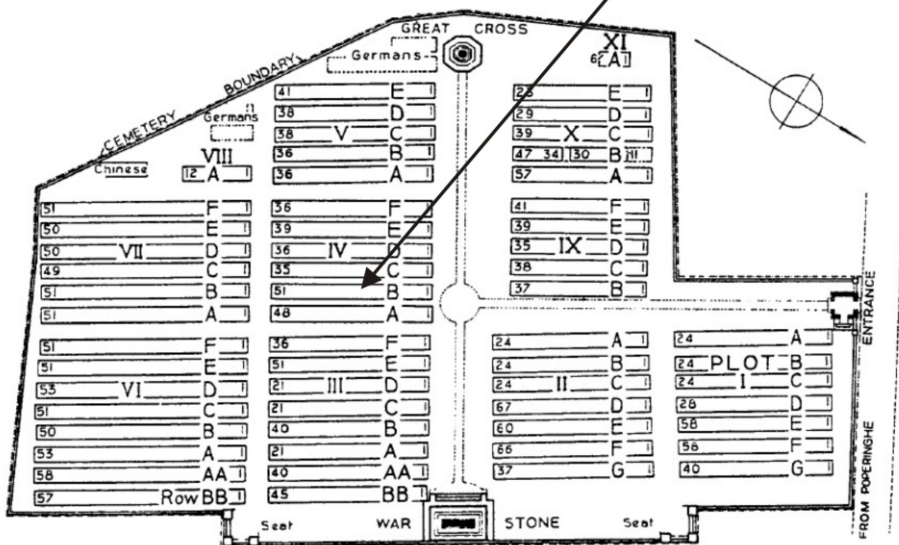 GREAT CROSS
XI
6 A 1
Germans
CEMETERY BOUNDARY
Germans
Chinese
VIII
12 A 1
41 E 1
38 D 1
38 V C 1
36 B 1
36 A 1
E 1
29 D 1
39 X C 1
47 34 30 B
57 A 1
51 F 1
50 E 1
50 VII D 1
49 C 1
51 B 1
51 A 1
36 F 1
39 E 1
36 IV D 1
35 C 1
51 B 1
48 A 1
41 F 1
39 E 1
35 IX D 1
38 C 1
37 B 1
51 F 1
51 E 1
53 VI D 1
51 C 1
50 B 1
53 A 1
58 AA 1
57 Row BB 1
36 F 1
51 E 1
21 III D 1
21 C 1
40 B 1
21 A 1
40 AA 1
45 BB 1
24 A 1
24 B 1
24 II C 1
67 D 1
60 E 1
66 F 1
37 G 1
24 A 1
24 PLOT B 1
24 I C 1
28 D 1
58 E 1
F 1
40 G 1
ENTRANCE
FROM POPERINGHE
Seat
WAR STONE
Seat